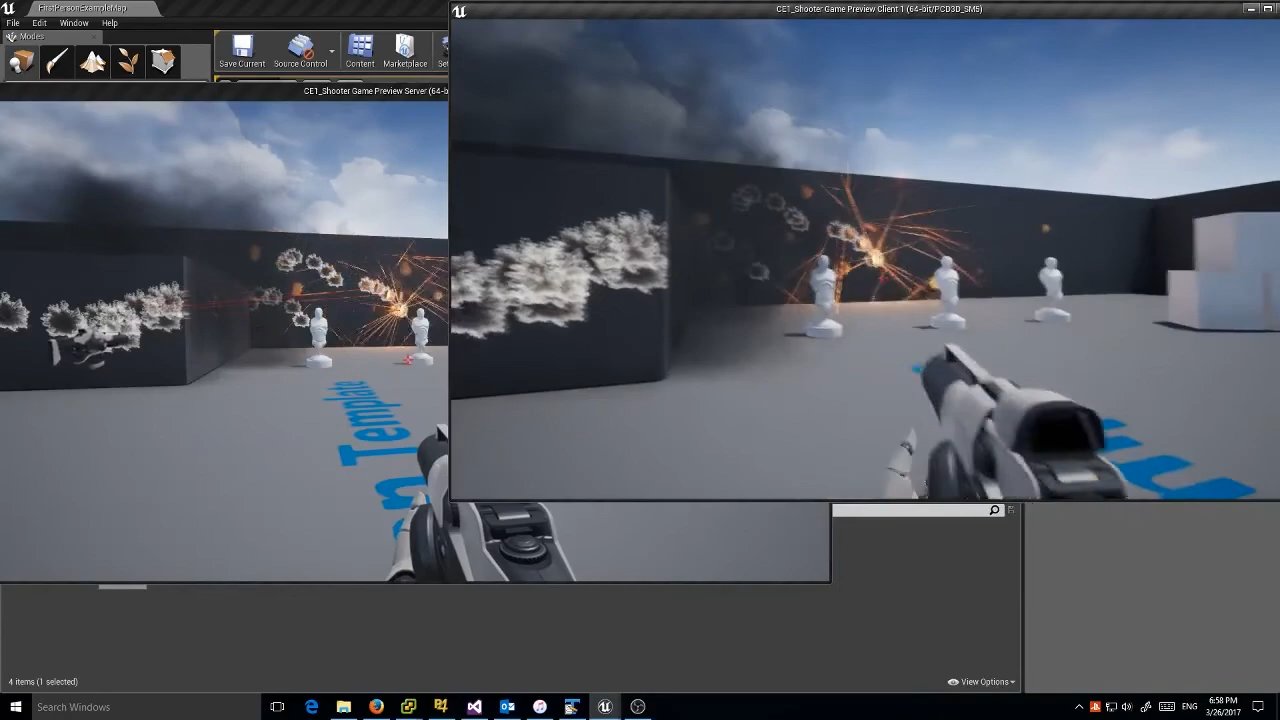 FirstPersonExampleMap
File Edit Window Help
Modes
Save Current Source Control Content Marketplace
CE1_Shooter Game Preview Server (64-b
CE1_Shooter Game Preview Client 1 (64-bit/PCD3D_SM5)
Template
4 items (1 selected)
View Options
Search Windows
ENG
6:58 PM
3/26/2017